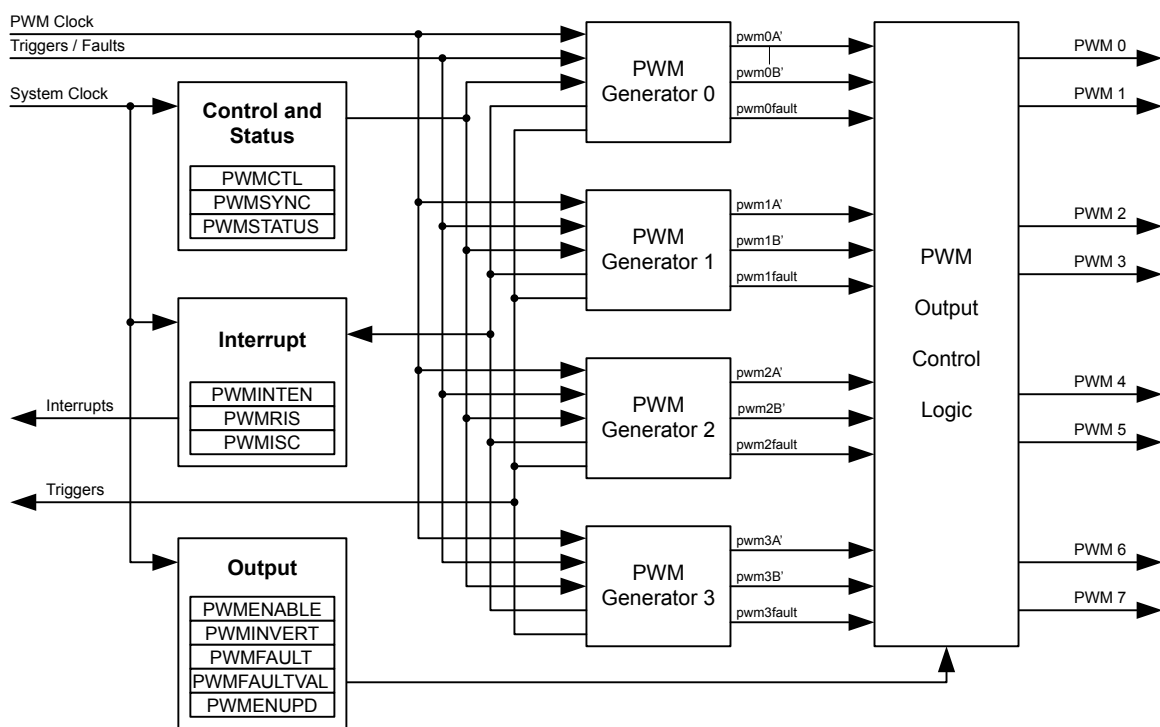 PWM Clock
Triggers / Faults
System Clock
Control and
Status
PWMCTL
PWMSYNC
PWMSTATUS
Interrupt
PWMINTEN
PWMRIS
PWMISC
Interrupts
Triggers
Output
PWMENABLE
PWMINVERT
PWMFAULT
PWMFAULTVAL
PWMENUPD
PWM
Generator 0
pwm0A'
pwm0B'
pwm0fault
PWM
Generator 1
pwm1A'
pwm1B'
pwm1fault
PWM
Generator 2
pwm2A'
pwm2B'
pwm2fault
PWM
Generator 3
pwm3A'
pwm3B'
pwm3fault
PWM
Output
Control
Logic
PWM 0
PWM 1
PWM 2
PWM 3
PWM 4
PWM 5
PWM 6
PWM 7